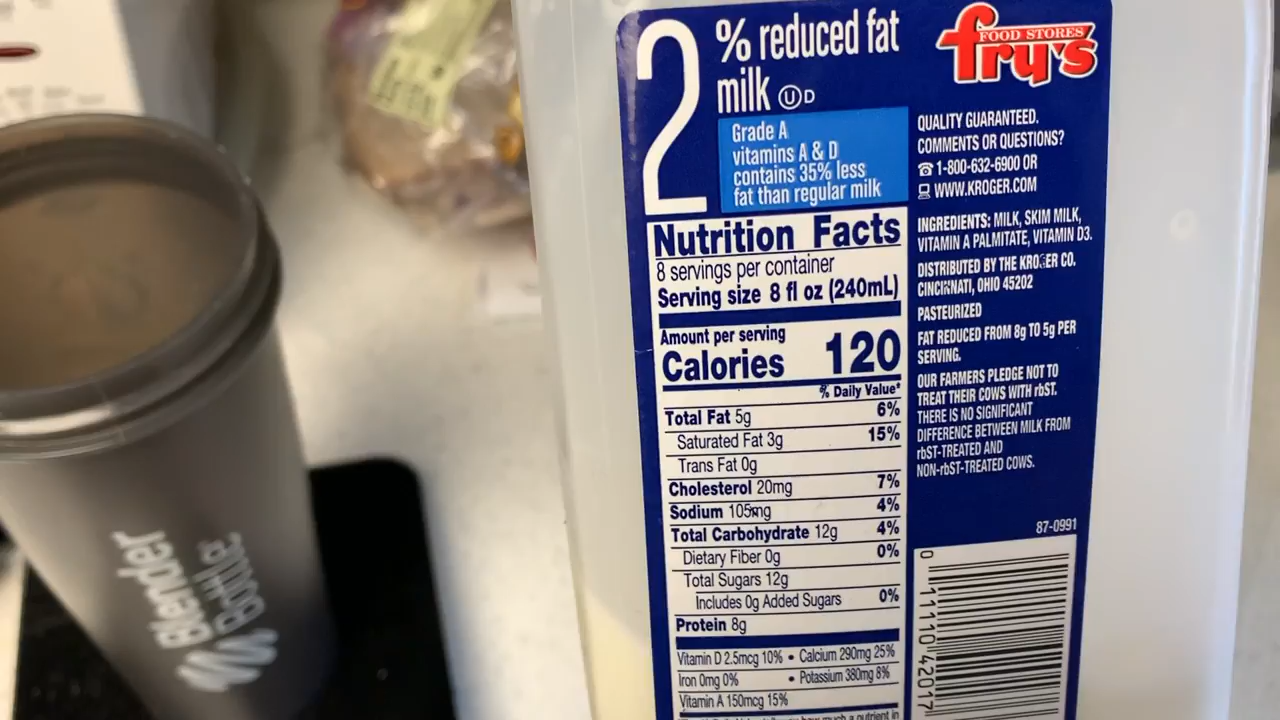 2
% reduced fat
milk Ⓤ D
Grade A
vitamins A & D
contains 35% less
fat than regular milk
Nutrition Facts
8 servings per container
Serving size 8 fl oz (240mL)
Amount per serving
Calories 120
% Daily Value*
Total Fat 5g 6%
Saturated Fat 3g 15%
Trans Fat 0g
Cholesterol 20mg 7%
Sodium 105mg 4%
Total Carbohydrate 12g 4%
Dietary Fiber 0g 0%
Total Sugars 12g
Includes 0g Added Sugars 0%
Protein 8g
Vitamin D 2.5mcg 10% • Calcium 290mg 25%
Iron 0mg 0% • Potassium 380mg 8%
Vitamin A 150mcg 15%
how much a nutrient in
FOOD STORES
fry's
QUALITY GUARANTEED.
COMMENTS OR QUESTIONS?
1-800-632-6900 OR
WWW.KROGER.COM
INGREDIENTS: MILK, SKIM MILK,
VITAMIN A PALMITATE, VITAMIN D3.
DISTRIBUTED BY THE KROGER CO.
CINCINNATI, OHIO 45202
PASTEURIZED
FAT REDUCED FROM 8g TO 5g PER
SERVING.
OUR FARMERS PLEDGE NOT TO
TREAT THEIR COWS WITH rbST.
THERE IS NO SIGNIFICANT
DIFFERENCE BETWEEN MILK FROM
rbST-TREATED AND
NON-rbST-TREATED COWS.
87-0991
0 11110 42017
Blender
Bottle